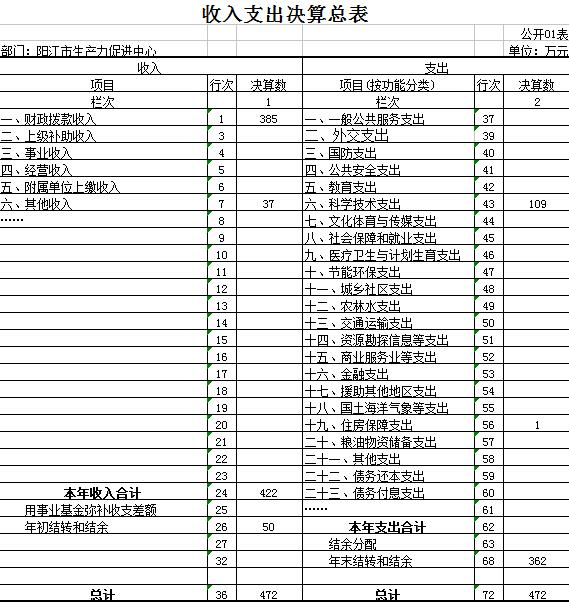 收入支出决算总表
公开01表
部门：阳江市生产力促进中心 单位：万元
收入 支出
项目 行次 决算数 项目(按功能分类) 行次 决算数
栏次 1 栏次 2
一、财政拨款收入 1 385 一、一般公共服务支出 37
二、上级补助收入 3 二、外交支出 39
三、事业收入 4 三、国防支出 40
四、经营收入 5 四、公共安全支出 41
五、附属单位上缴收入 6 五、教育支出 42
六、其他收入 7 37 六、科学技术支出 43 109
…… 8 七、文化体育与传媒支出 44
9 八、社会保障和就业支出 45
10 九、医疗卫生与计划生育支出 46
11 十、节能环保支出 47
12 十一、城乡社区支出 48
13 十二、农林水支出 49
14 十三、交通运输支出 50
15 十四、资源勘探信息等支出 51
16 十五、商业服务业等支出 52
17 十六、金融支出 53
18 十七、援助其他地区支出 54
19 十八、国土海洋气象等支出 55
20 十九、住房保障支出 56 1
21 二十、粮油物资储备支出 57
22 二十一、其他支出 58
23 二十二、债务还本支出 59
本年收入合计 24 422 二十三、债务付息支出 60
用事业基金弥补收支差额 25 …… 61
年初结转和结余 26 50 本年支出合计 62
27 结余分配 63
32 年末结转和结余 68 362
总计 36 472 总计 72 472